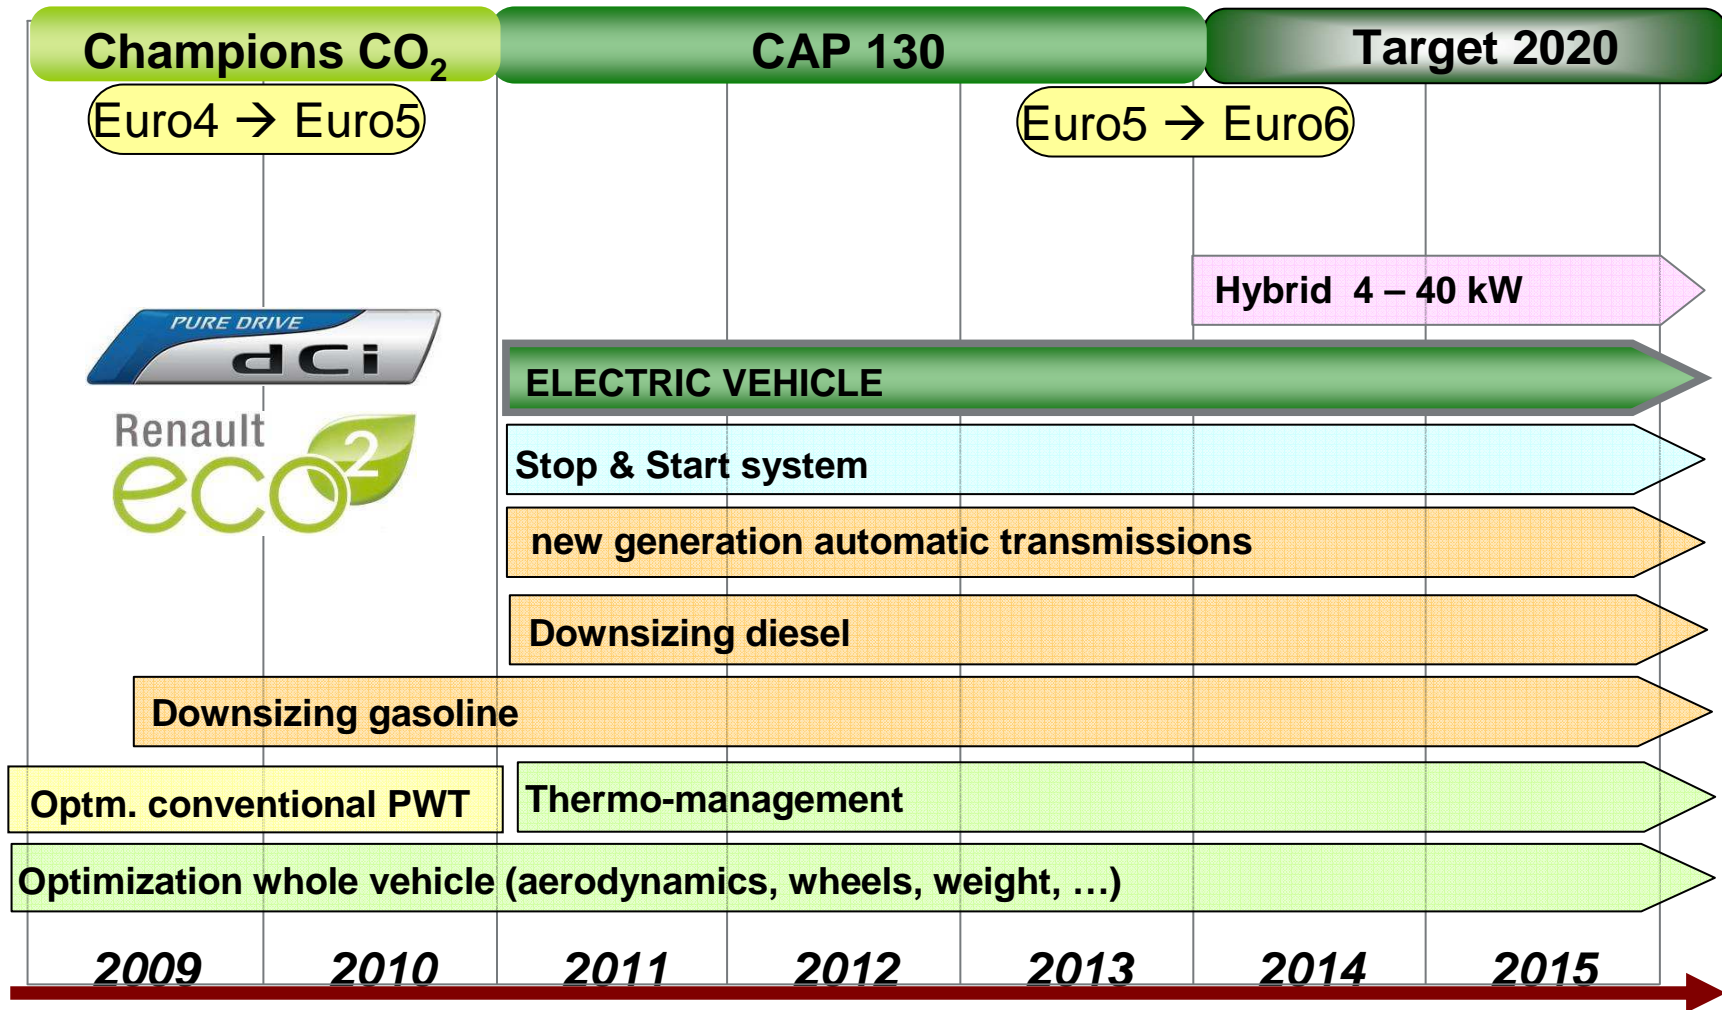 Champions CO₂
CAP 130
Target 2020
Euro4 → Euro5
Euro5 → Euro6
Hybrid 4 – 40 kW
PURE DRIVE
dCi
ELECTRIC VEHICLE
Renault
eco2
Stop & Start system
new generation automatic transmissions
Downsizing diesel
Downsizing gasoline
Optm. conventional PWT
Thermo-management
Optimization whole vehicle (aerodynamics, wheels, weight, …)
2009 2010 2011 2012 2013 2014 2015